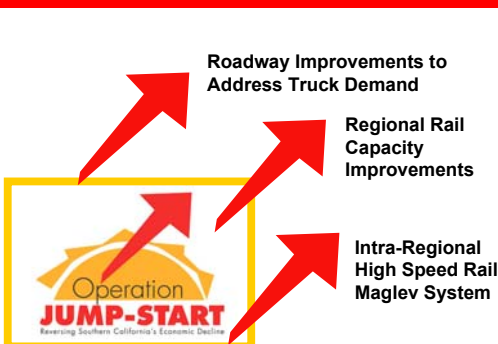 Roadway Improvements to
Address Truck Demand
Regional Rail
Capacity
Improvements
Intra-Regional
High Speed Rail
Maglev System
Operation
JUMP-START
Reversing Southern California's Economic Decline